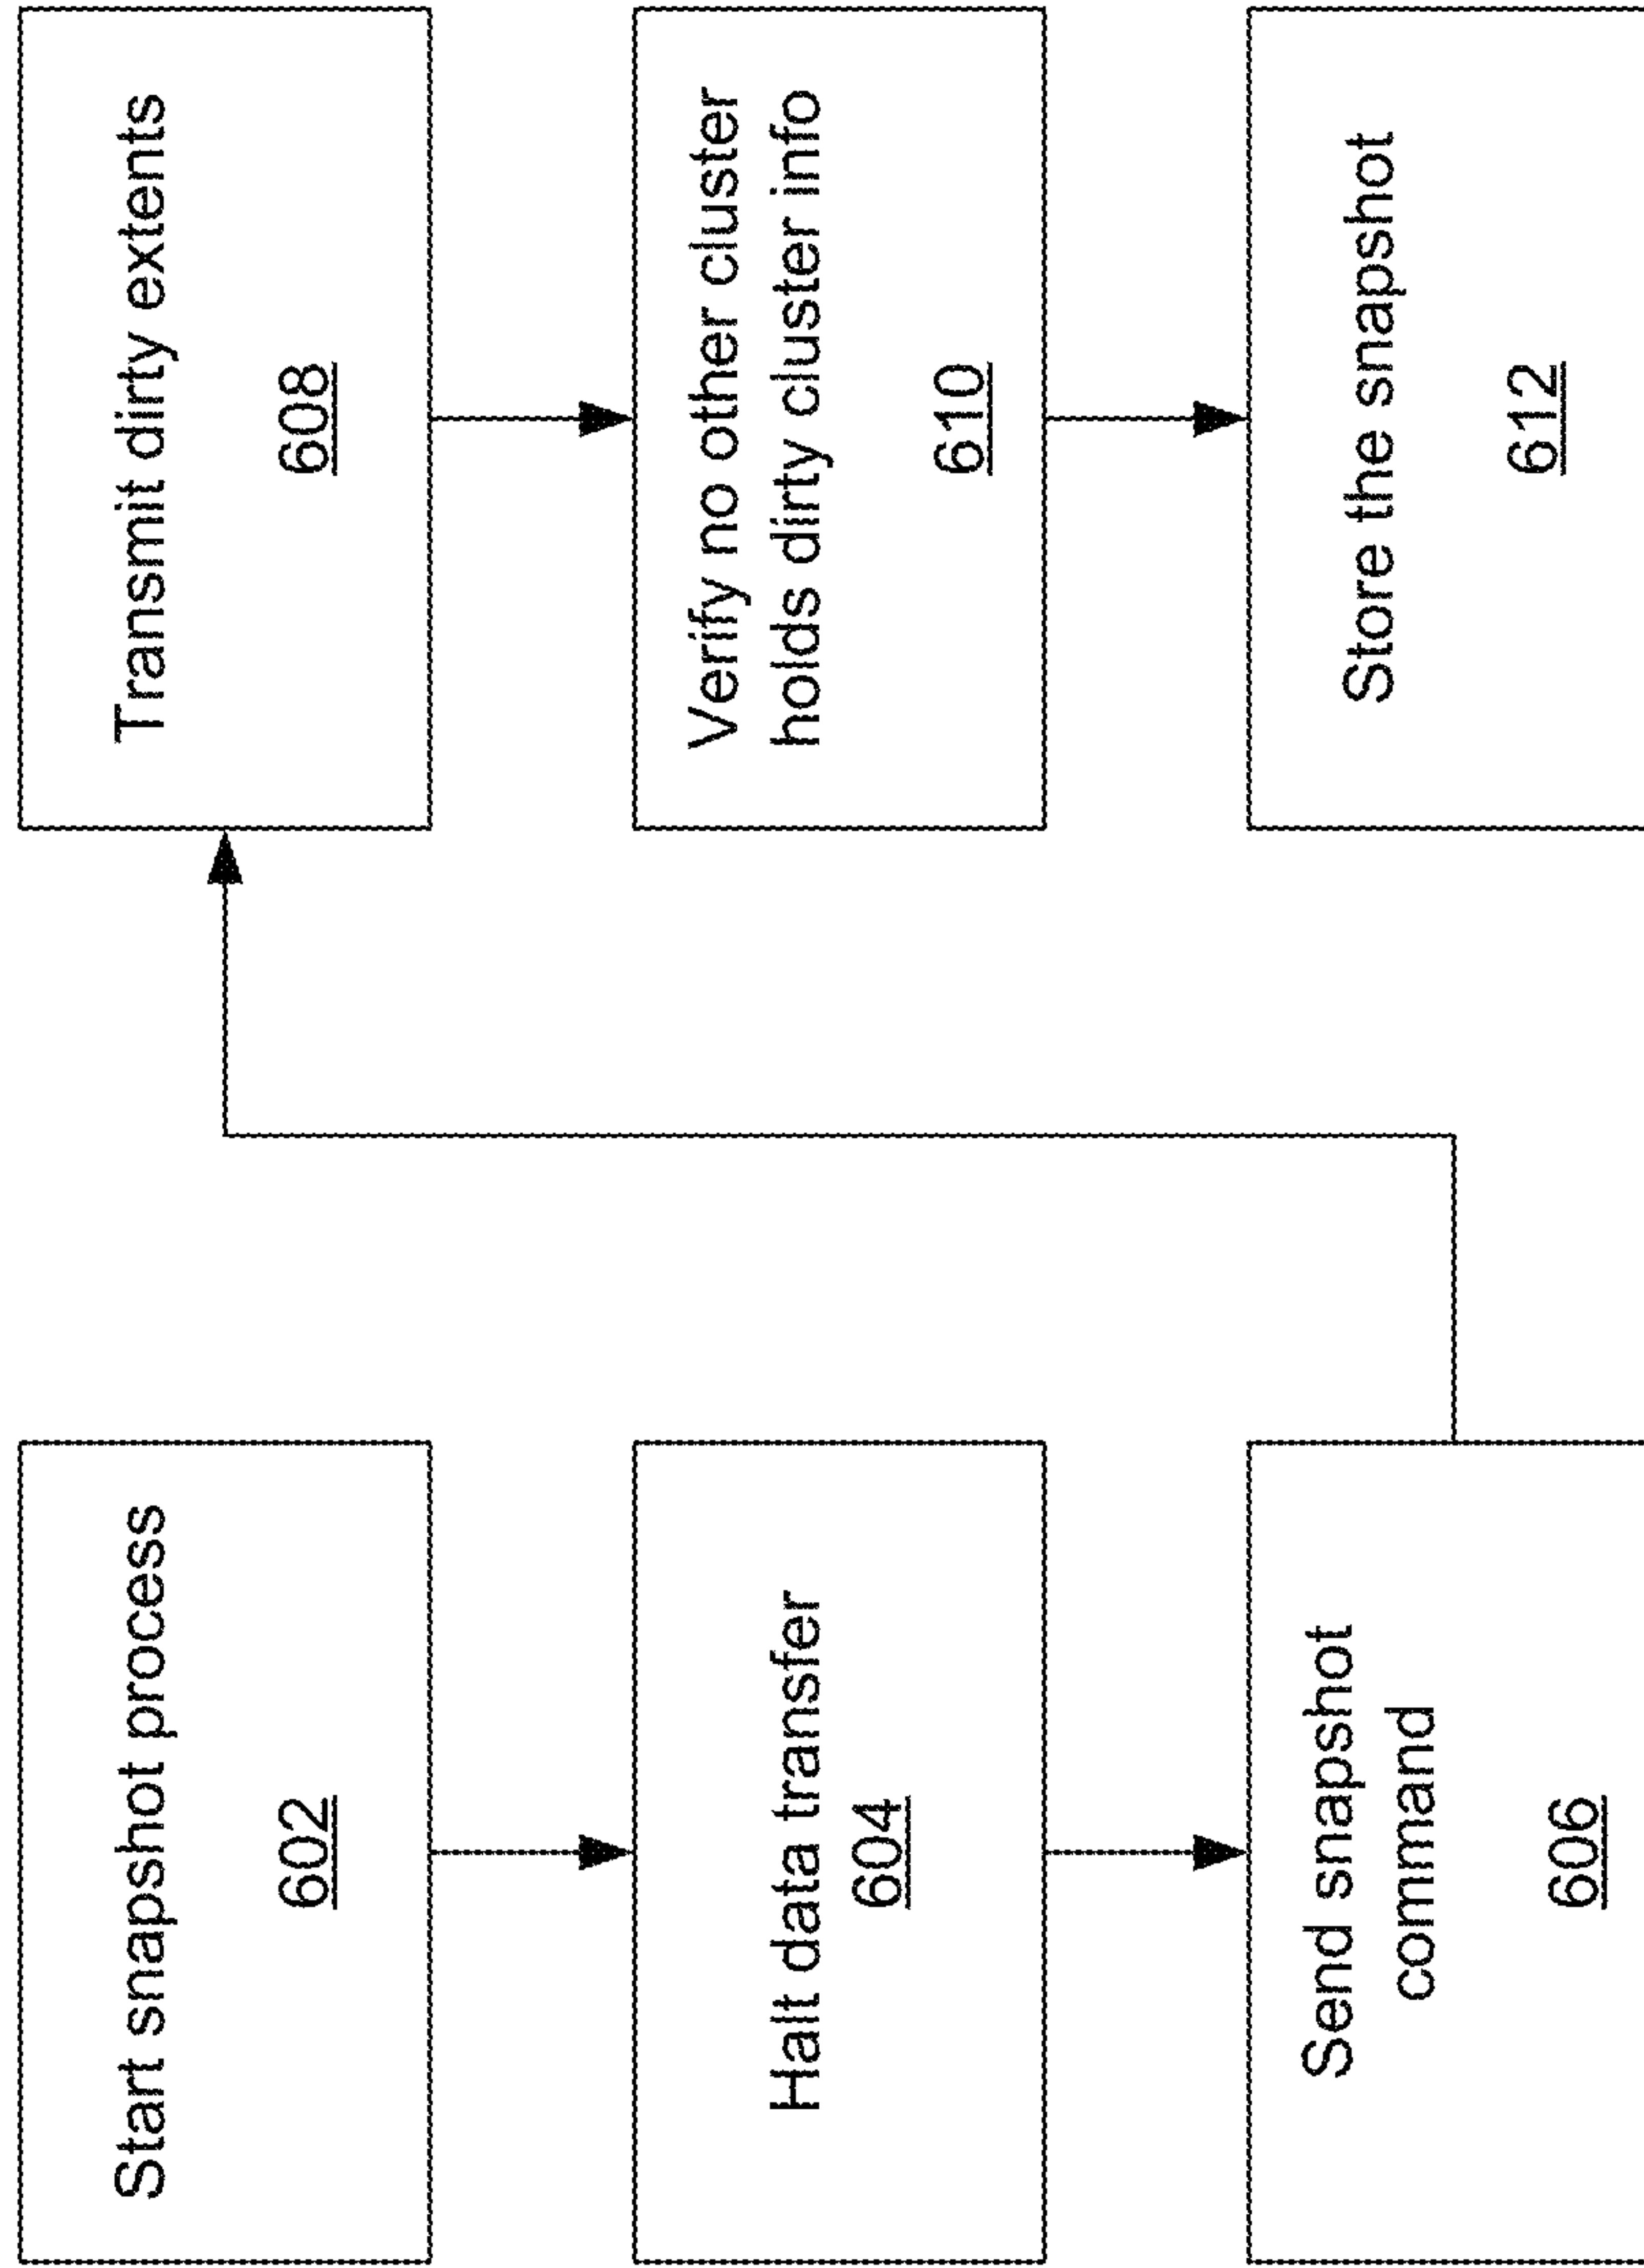 Start snapshot process
602
Halt data transfer
604
Send snapshot
command
606
Transmit dirty extents
608
Verify no other cluster
holds dirty cluster info
610
Store the snapshot
612